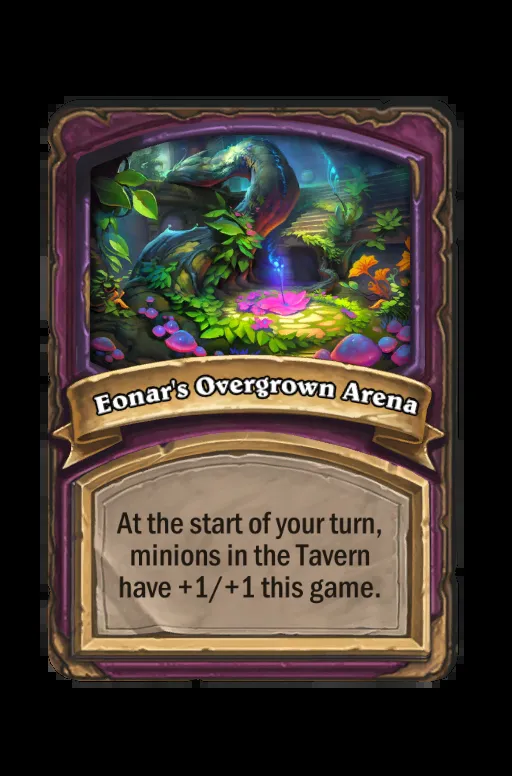 Eonar's Overgrown Arena
At the start of your turn,
minions in the Tavern
have +1/+1 this game.